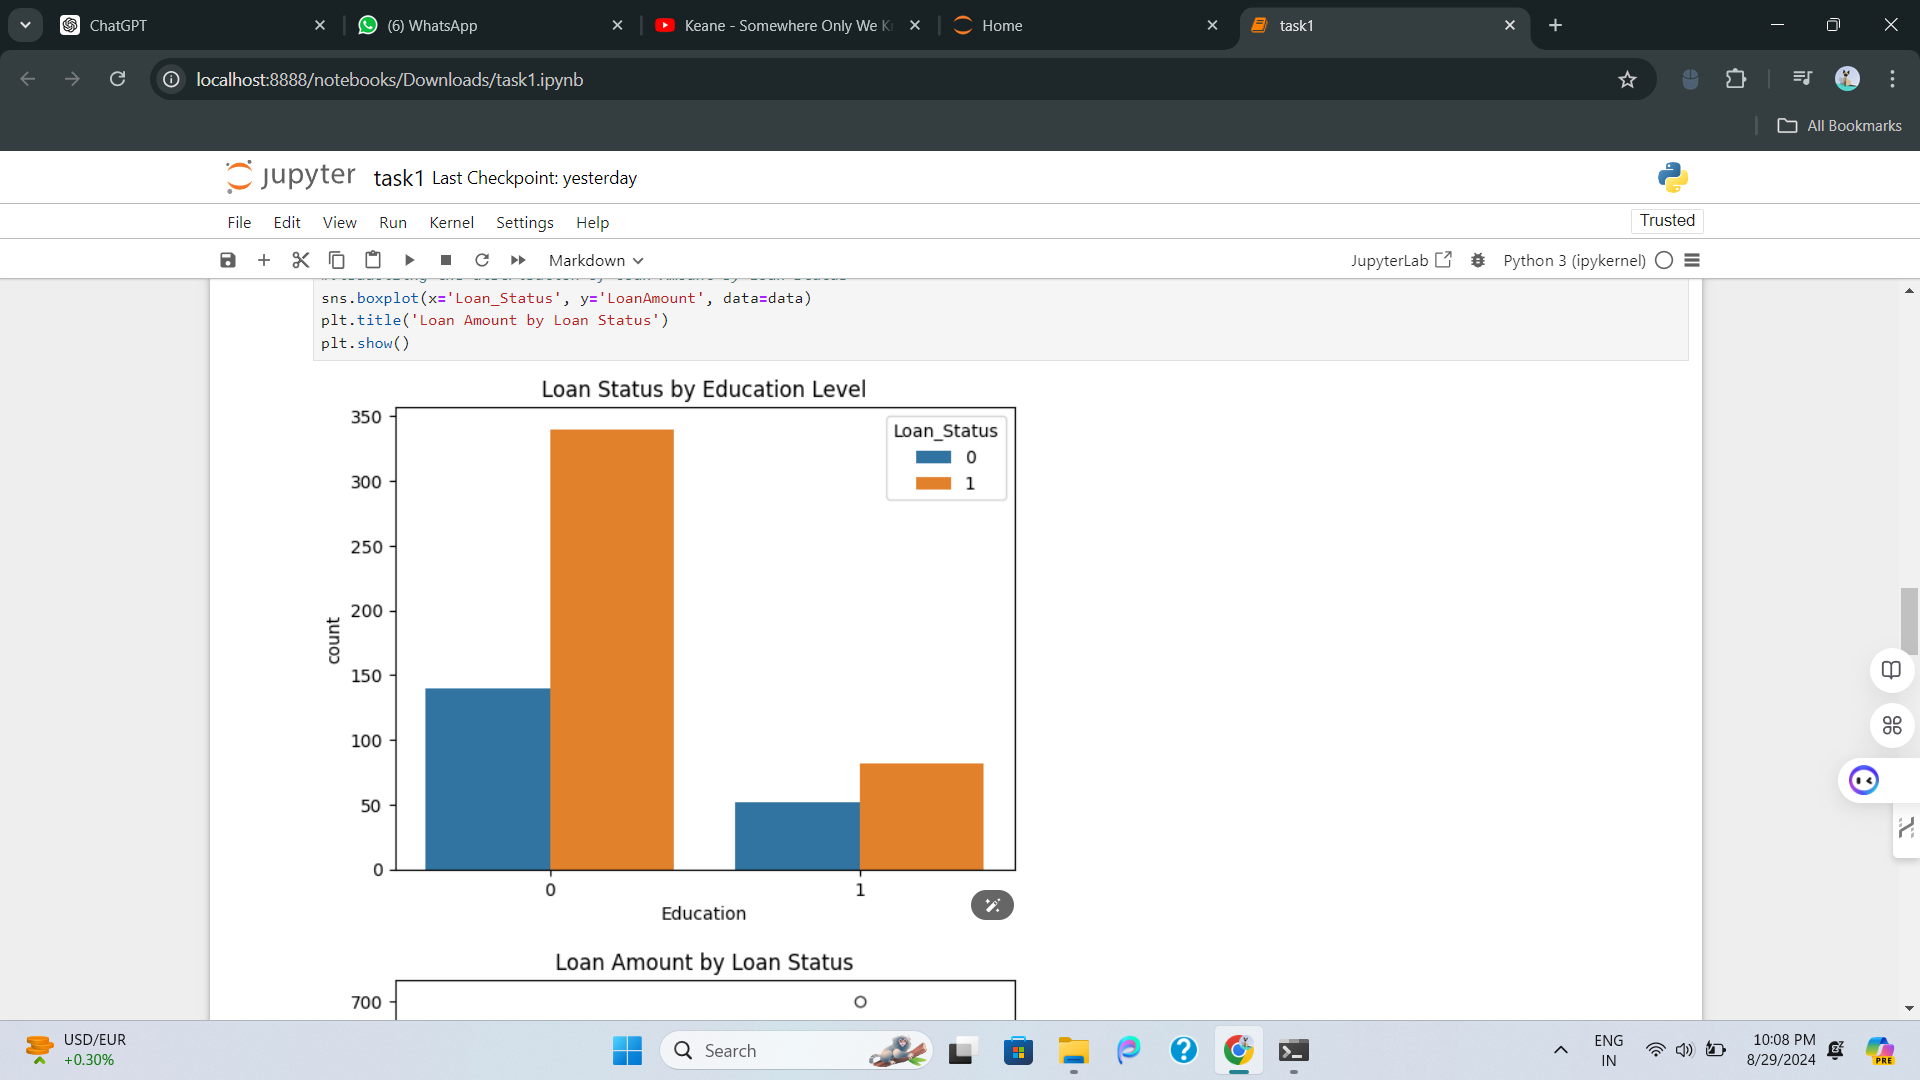 ChatGPT
(6) WhatsApp
Keane - Somewhere Only We K
Home
task1
localhost:8888/notebooks/Downloads/task1.ipynb
All Bookmarks
jupyter task1 Last Checkpoint: yesterday
File Edit View Run Kernel Settings Help
Trusted
Markdown
JupyterLab
Python 3 (ipykernel)
sns.boxplot(x='Loan_Status', y='LoanAmount', data=data)
plt.title('Loan Amount by Loan Status')
plt.show()
Loan Status by Education Level
Loan_Status
0
1
350
300
250
200
150
100
50
0
count
0 1
Education
Loan Amount by Loan Status
700
USD/EUR
+0.30%
Search
PRE
ENG
IN
10:08 PM
8/29/2024